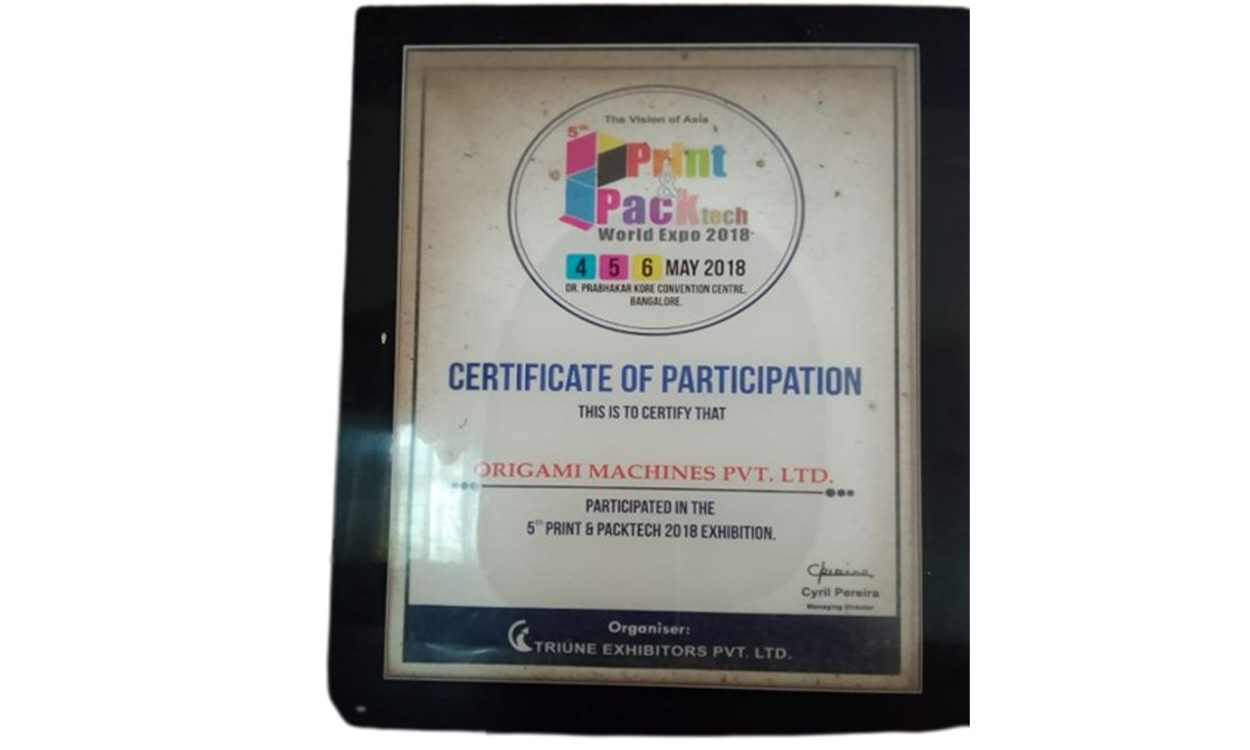 The Vision of Asia
5th
Print
&
Packtech
World Expo 2018
4 5 6 MAY 2018
DR. PRABHAKAR KORE CONVENTION CENTRE,
BANGALORE.
CERTIFICATE OF PARTICIPATION
THIS IS TO CERTIFY THAT
ORIGAMI MACHINES PVT. LTD.
PARTICIPATED IN THE
5th PRINT & PACKTECH 2018 EXHIBITION.
Cyril Pereira
Managing Director
Organiser:
TRIUNE EXHIBITORS PVT. LTD.